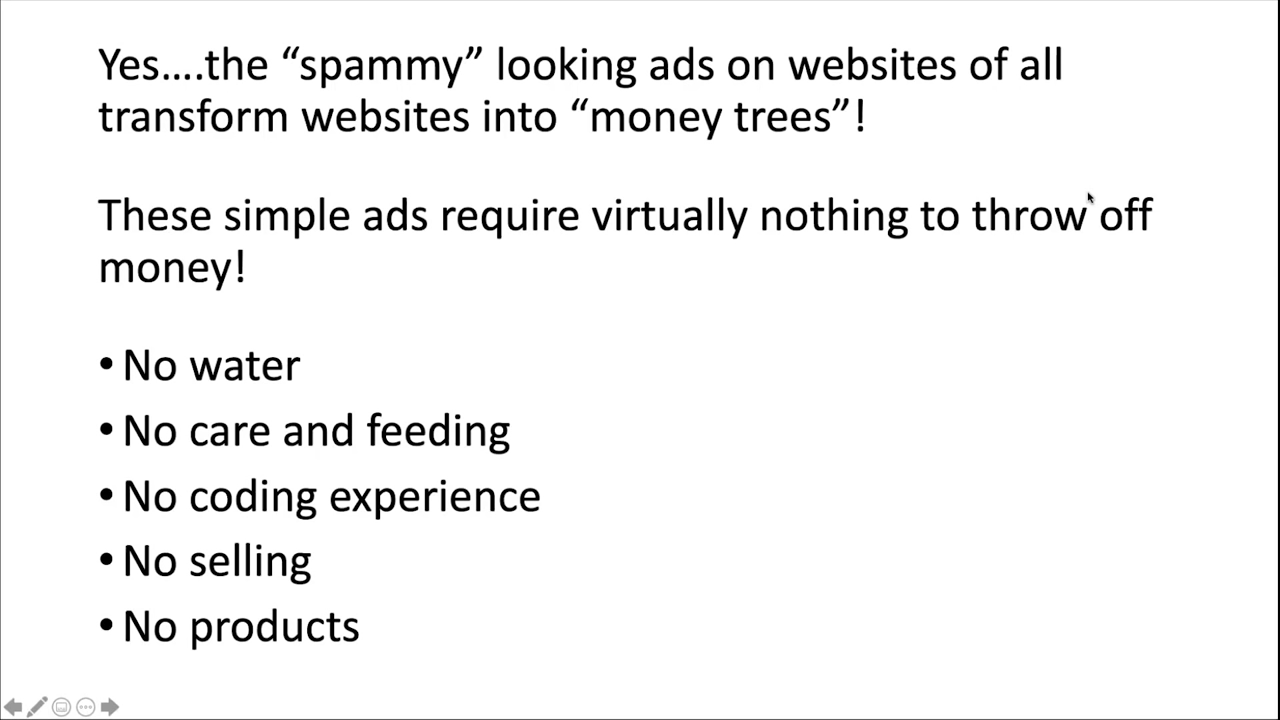 Yes....the “spammy” looking ads on websites of all
transform websites into “money trees”!
These simple ads require virtually nothing to throw off
money!
• No water
• No care and feeding
• No coding experience
• No selling
• No products